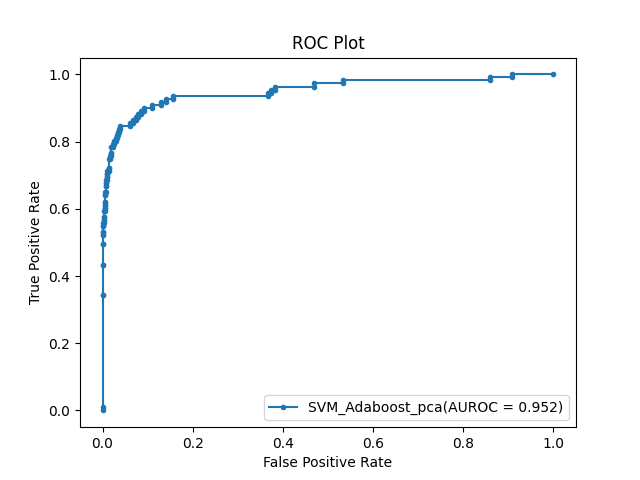 ROC Plot
1.0
0.8
0.6
0.4
0.2
0.0
True Positive Rate
SVM_Adaboost_pca(AUROC = 0.952)
0.0 0.2 0.4 0.6 0.8 1.0
False Positive Rate